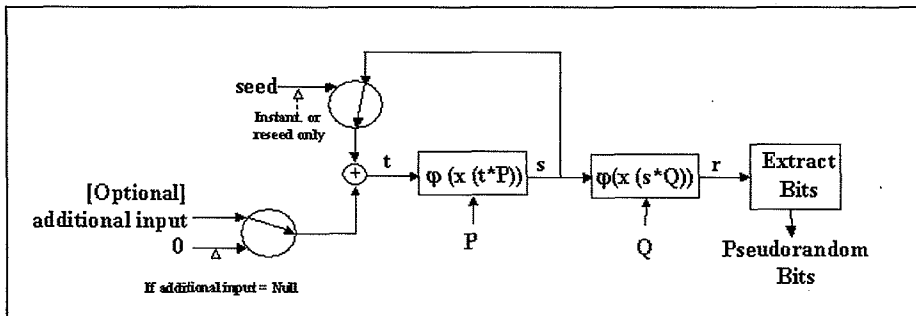 seed
Instant. or
reseed only
+
t
φ (x (t*P))
s
φ(x (s*Q))
r
Extract
Bits
[Optional]
additional input
0
P
Q
Pseudorandom
Bits
If additional input = Null